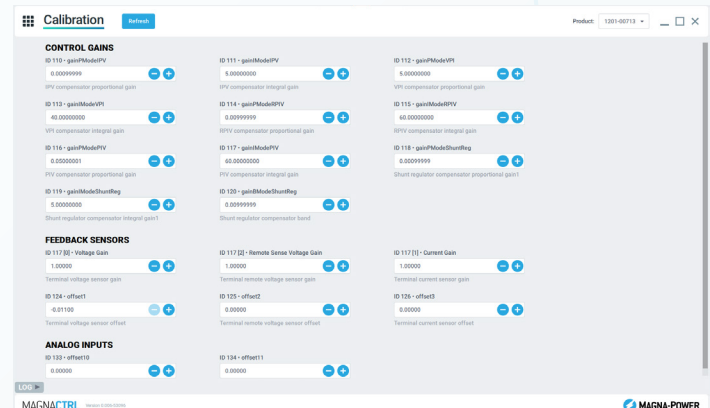 Calibration Refresh Product: 1201-00713
CONTROL GAINS
ID 110 • gainPModeIPV ID 111 • gainIModeIPV ID 112 • gainPModeVPI
0.00099999 5.00000000 5.00000000
IPV compensator proportional gain IPV compensator integral gain VPI compensator proportional gain
ID 113 • gainIModeVPI ID 114 • gainPModeRPIV ID 115 • gainIModeRPIV
40.00000000 0.00999999 60.00000000
VPI compensator integral gain RPIV compensator proportional gain RPIV compensator integral gain
ID 116 • gainPModePIV ID 117 • gainIModePIV ID 118 • gainPModeShuntReg
0.05000001 60.00000000 0.00099999
PIV compensator proportional gain PIV compensator integral gain Shunt regulator compensator proportional gain1
ID 119 • gainIModeShuntReg ID 120 • gainBModeShuntReg
5.00000000 0.00999999
Shunt regulator compensator integral gain1 Shunt regulator compensator band
FEEDBACK SENSORS
ID 117 [0] • Voltage Gain ID 117 [2] • Remote Sense Voltage Gain ID 117 [1] • Current Gain
1.00000 1.00000 1.00000
Terminal voltage sensor gain Terminal remote voltage sensor gain Terminal current sensor gain
ID 124 • offset1 ID 125 • offset2 ID 126 • offset3
-0.01100 0.00000 0.00000
Terminal voltage sensor offset Terminal remote voltage sensor offset Terminal current sensor offset
ANALOG INPUTS
ID 133 • offset10 ID 134 • offset11
0.00000 0.00000
LOG
MAGNACTRL Version MAGNA-POWER